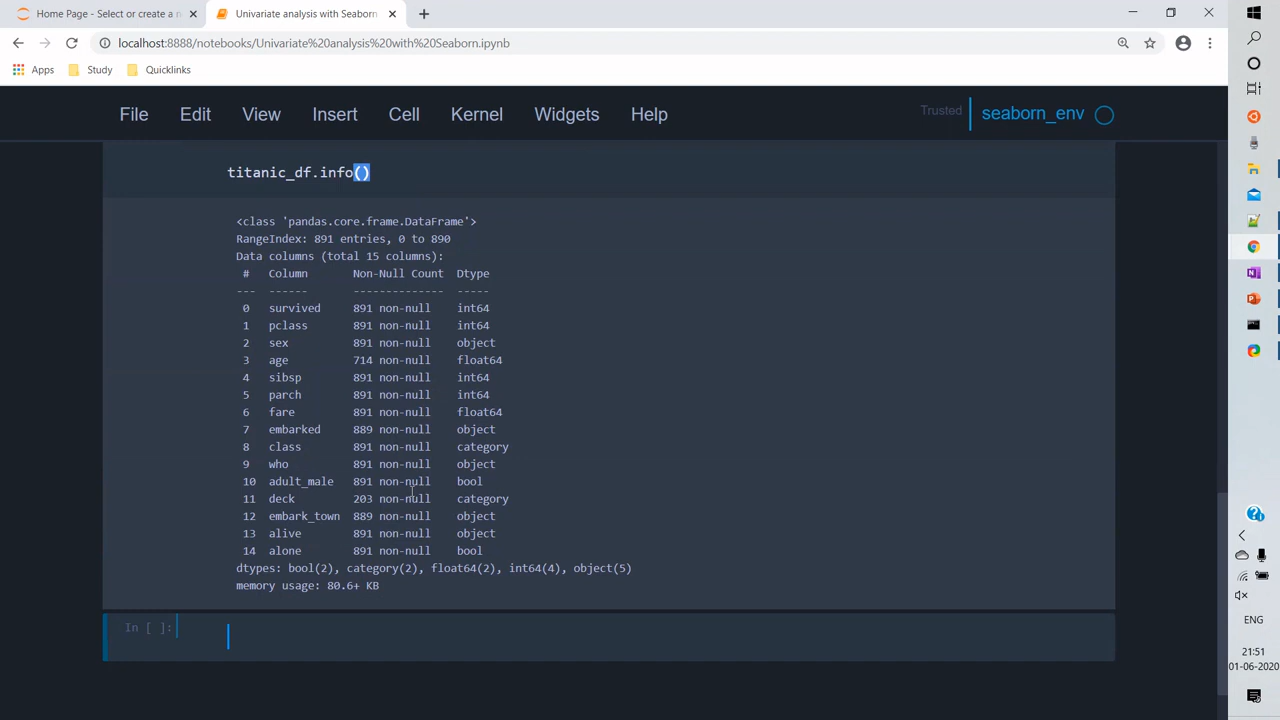 Home Page - Select or create a n
Univariate analysis with Seaborn
localhost:8888/notebooks/Univariate%20analysis%20with%20Seaborn.ipynb
Apps Study Quicklinks
File Edit View Insert Cell Kernel Widgets Help Trusted seaborn_env
titanic_df.info()
<class 'pandas.core.frame.DataFrame'>
RangeIndex: 891 entries, 0 to 890
Data columns (total 15 columns):
# Column Non-Null Count Dtype
--- ------ -------------- -----
0 survived 891 non-null int64
1 pclass 891 non-null int64
2 sex 891 non-null object
3 age 714 non-null float64
4 sibsp 891 non-null int64
5 parch 891 non-null int64
6 fare 891 non-null float64
7 embarked 889 non-null object
8 class 891 non-null category
9 who 891 non-null object
10 adult_male 891 non-null bool
11 deck 203 non-null category
12 embark_town 889 non-null object
13 alive 891 non-null object
14 alone 891 non-null bool
dtypes: bool(2), category(2), float64(2), int64(4), object(5)
memory usage: 80.6+ KB
In [ ]:
ENG
21:51
01-06-2020